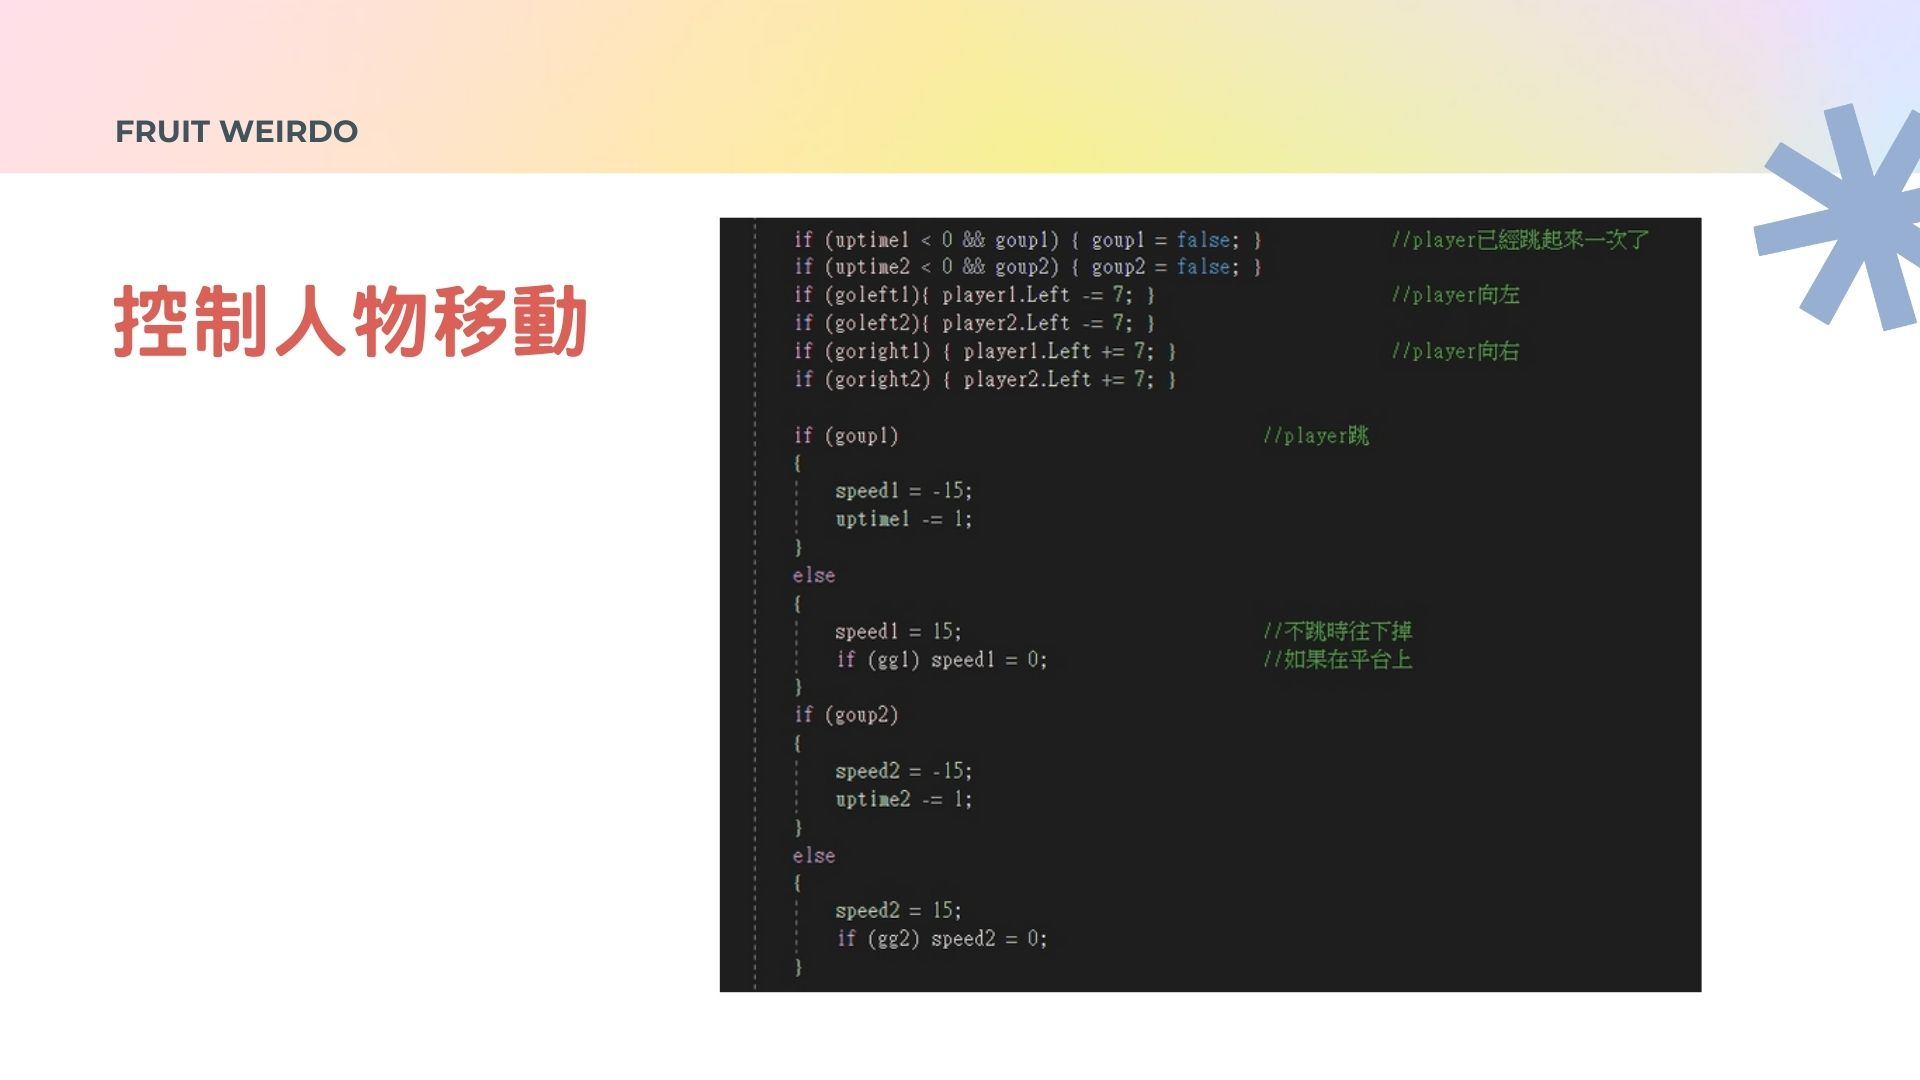 FRUIT WEIRDO
控制人物移動
if (uptime1 < 0 && goup1) { goup1 = false; } //player已經跳起來一次了
if (uptime2 < 0 && goup2) { goup2 = false; }
if (goleft1){ player1.Left -= 7; } //player向左
if (goleft2){ player2.Left -= 7; }
if (goright1) { player1.Left += 7; } //player向右
if (goright2) { player2.Left += 7; }
if (goup1) //player跳
{
speed1 = -15;
uptime1 -= 1;
}
else
{
speed1 = 15; //不跳時往下掉
if (gg1) speed1 = 0; //如果在平台上
}
if (goup2)
{
speed2 = -15;
uptime2 -= 1;
}
else
{
speed2 = 15;
if (gg2) speed2 = 0;
}